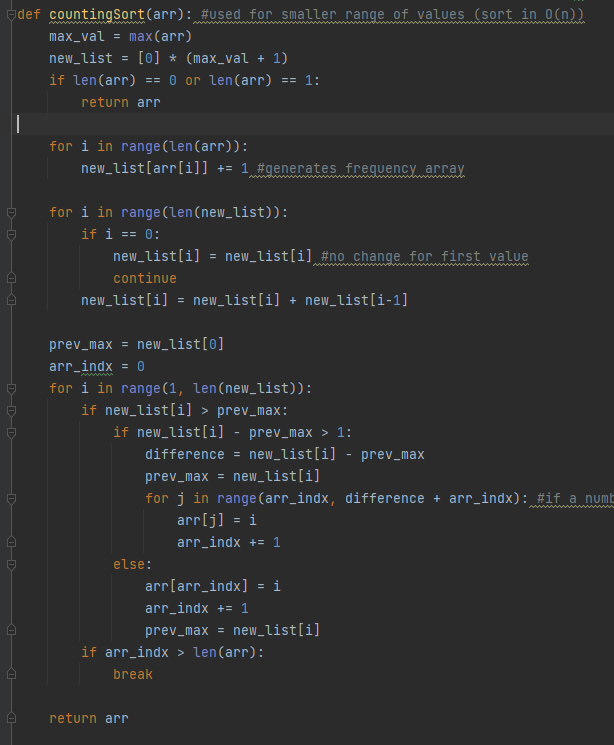 def countingSort(arr): #used for smaller range of values (sort in O(n))
    max_val = max(arr)
    new_list = [0] * (max_val + 1)
    if len(arr) == 0 or len(arr) == 1:
        return arr

    for i in range(len(arr)):
        new_list[arr[i]] += 1 #generates frequency array

    for i in range(len(new_list)):
        if i == 0:
            new_list[i] = new_list[i] #no change for first value
            continue
        new_list[i] = new_list[i] + new_list[i-1]

    prev_max = new_list[0]
    arr_indx = 0
    for i in range(1, len(new_list)):
        if new_list[i] > prev_max:
            if new_list[i] - prev_max > 1:
                difference = new_list[i] - prev_max
                prev_max = new_list[i]
                for j in range(arr_indx, difference + arr_indx): #if a numb
                    arr[j] = i
                    arr_indx += 1
            else:
                arr[arr_indx] = i
                arr_indx += 1
                prev_max = new_list[i]
        if arr_indx > len(arr):
            break

    return arr